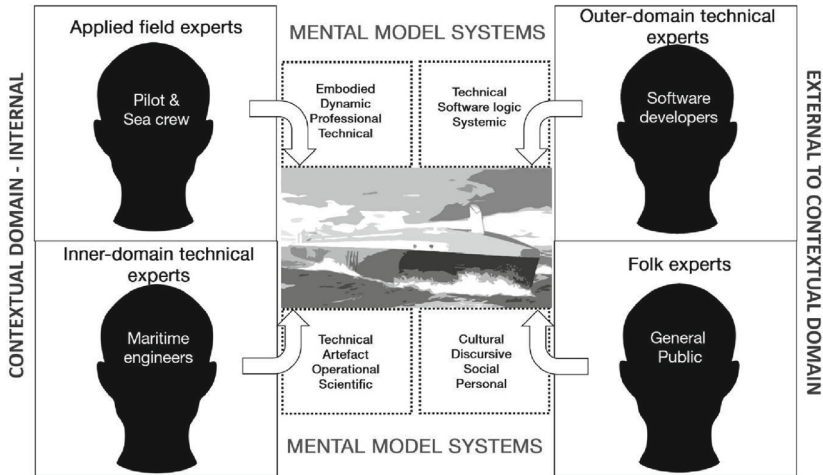 Applied field experts
Pilot &
Sea crew
MENTAL MODEL SYSTEMS
Embodied
Dynamic
Professional
Technical
Technical
Software logic
Systemic
Outer-domain technical
experts
Software
developers
CONTEXTUAL DOMAIN - INTERNAL
EXTERNAL TO CONTEXTUAL DOMAIN
Inner-domain technical
experts
Maritime
engineers
Technical
Artefact
Operational
Scientific
Cultural
Discursive
Social
Personal
Folk experts
General
Public
MENTAL MODEL SYSTEMS